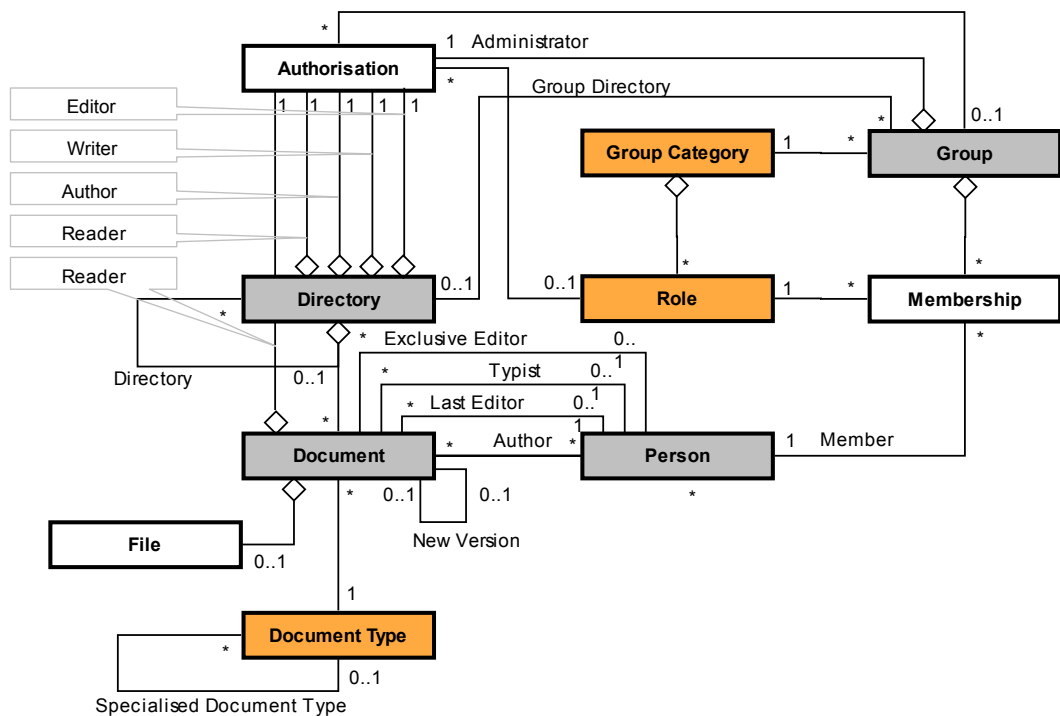 *
1 Administrator
Authorisation
*
Group Directory
Editor
1 1 1 1 1
* 0..1
Writer
Group Category
1 *
Group
Author
Reader
* *
Reader
0..1 0..1
Directory
Role
1 *
Membership
*
* Exclusive Editor 0..
1
*
Directory
0..1
* Typist 0..
1
* Last Editor 0..
1
*
Document
* Author *
Person
1 Member
* 0..1 0..1
*
New Version
File
0..1
1
Document Type
*
0..1
Specialised Document Type